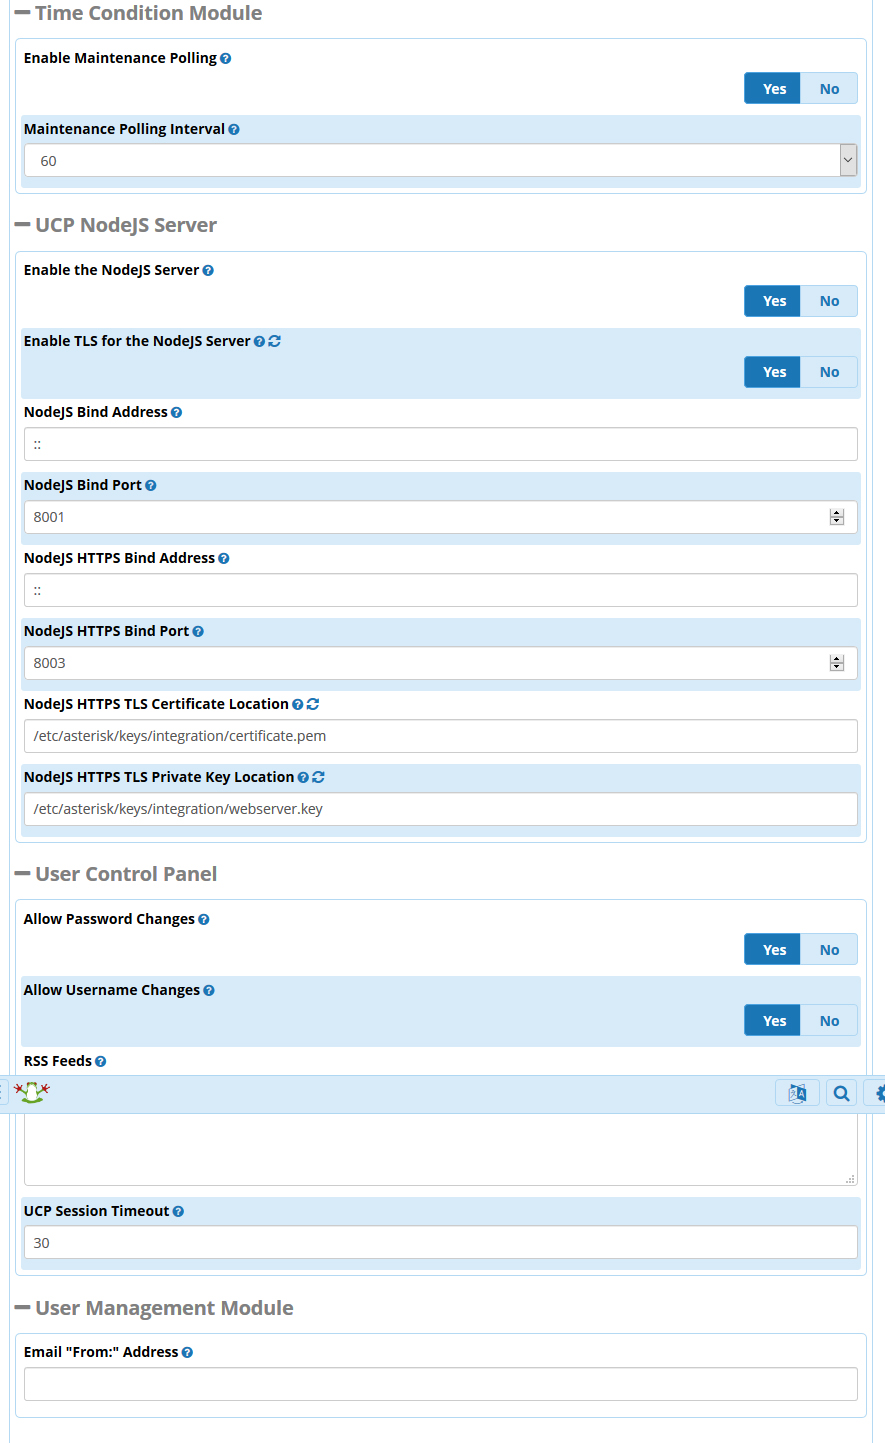 Time Condition Module
Enable Maintenance Polling
Yes No
Maintenance Polling Interval
60
UCP NodeJS Server
Enable the NodeJS Server
Yes No
Enable TLS for the NodeJS Server
Yes No
NodeJS Bind Address
::
NodeJS Bind Port
8001
NodeJS HTTPS Bind Address
::
NodeJS HTTPS Bind Port
8003
NodeJS HTTPS TLS Certificate Location
/etc/asterisk/keys/integration/certificate.pem
NodeJS HTTPS TLS Private Key Location
/etc/asterisk/keys/integration/webserver.key
User Control Panel
Allow Password Changes
Yes No
Allow Username Changes
Yes No
RSS Feeds
UCP Session Timeout
30
User Management Module
Email "From:" Address